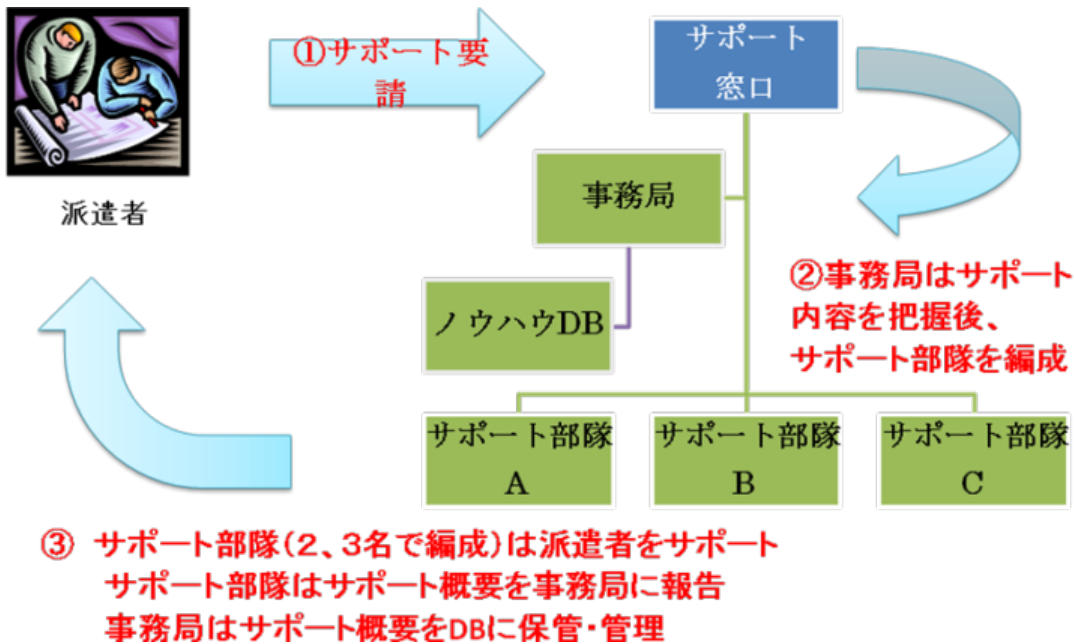 ①サポート要
請
サポート
窓口
事務局
派遣者
②事務局はサポート
内容を把握後、
サポート部隊を編成
ノウハウDB
サポート部隊
A
サポート部隊
B
サポート部隊
C
③ サポート部隊(2、3名で編成)は派遣者をサポート
サポート部隊はサポート概要を事務局に報告
事務局はサポート概要をDBに保管・管理